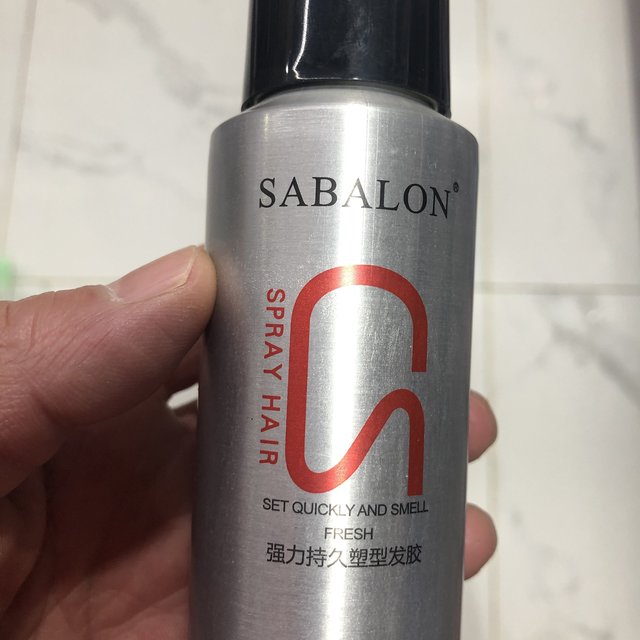 SABALON®
SPRAY HAIR
SET QUICKLY AND SMELL
FRESH
强力持久塑型发胶